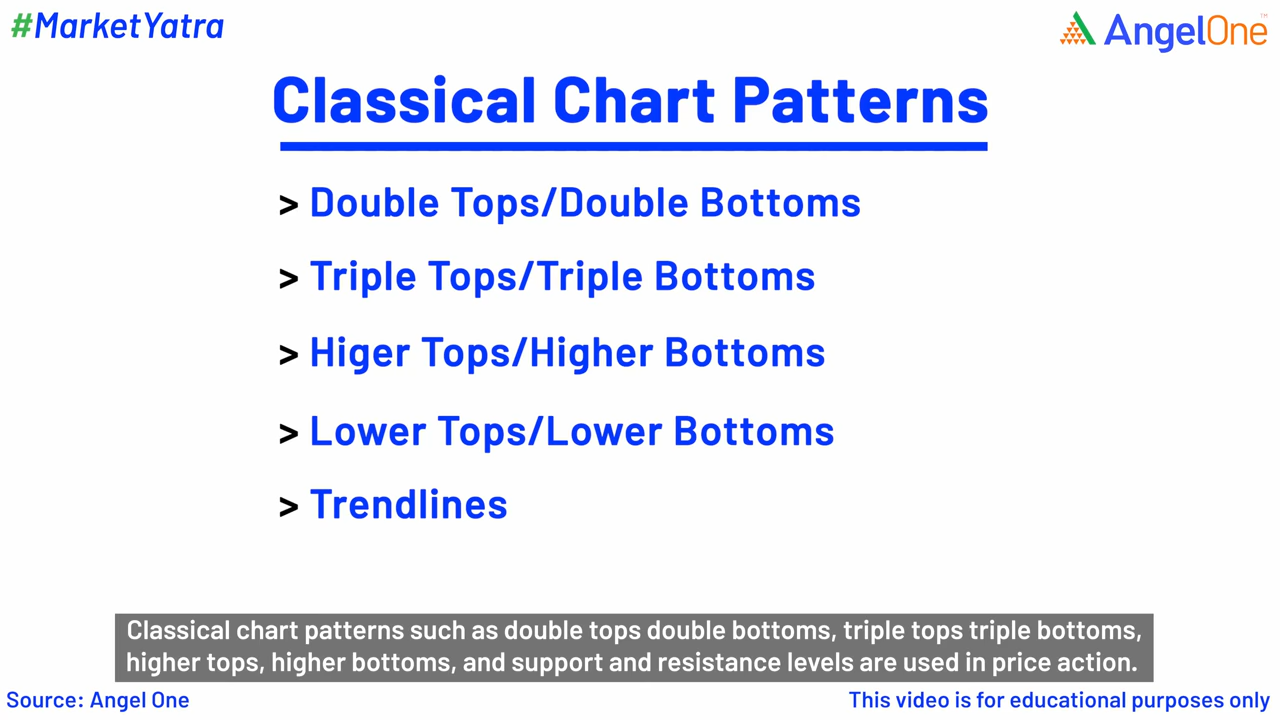 #MarketYatra
AngelOne™
Classical Chart Patterns
> Double Tops/Double Bottoms
> Triple Tops/Triple Bottoms
> Higer Tops/Higher Bottoms
> Lower Tops/Lower Bottoms
> Trendlines
Classical chart patterns such as double tops double bottoms, triple tops triple bottoms,
higher tops, higher bottoms, and support and resistance levels are used in price action.
Source: Angel One
This video is for educational purposes only